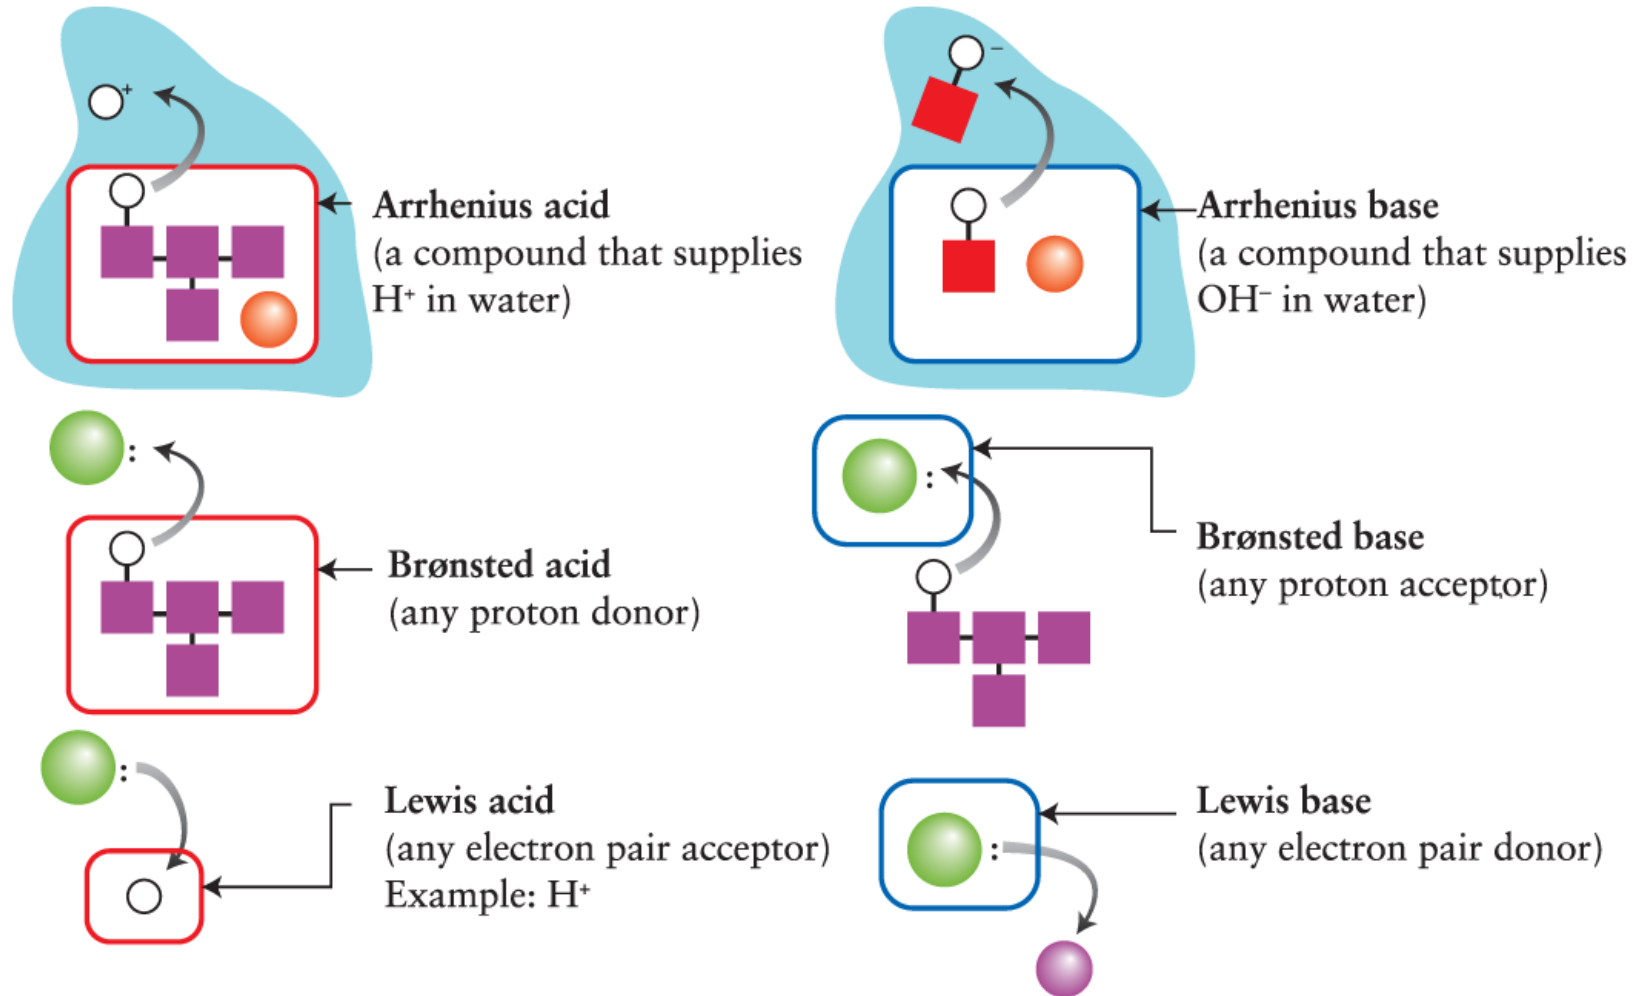 +
Arrhenius acid
(a compound that supplies
H⁺ in water)
−
Arrhenius base
(a compound that supplies
OH⁻ in water)
:
Brønsted acid
(any proton donor)
:
Brønsted base
(any proton acceptor)
:
Lewis acid
(any electron pair acceptor)
Example: H⁺
:
Lewis base
(any electron pair donor)